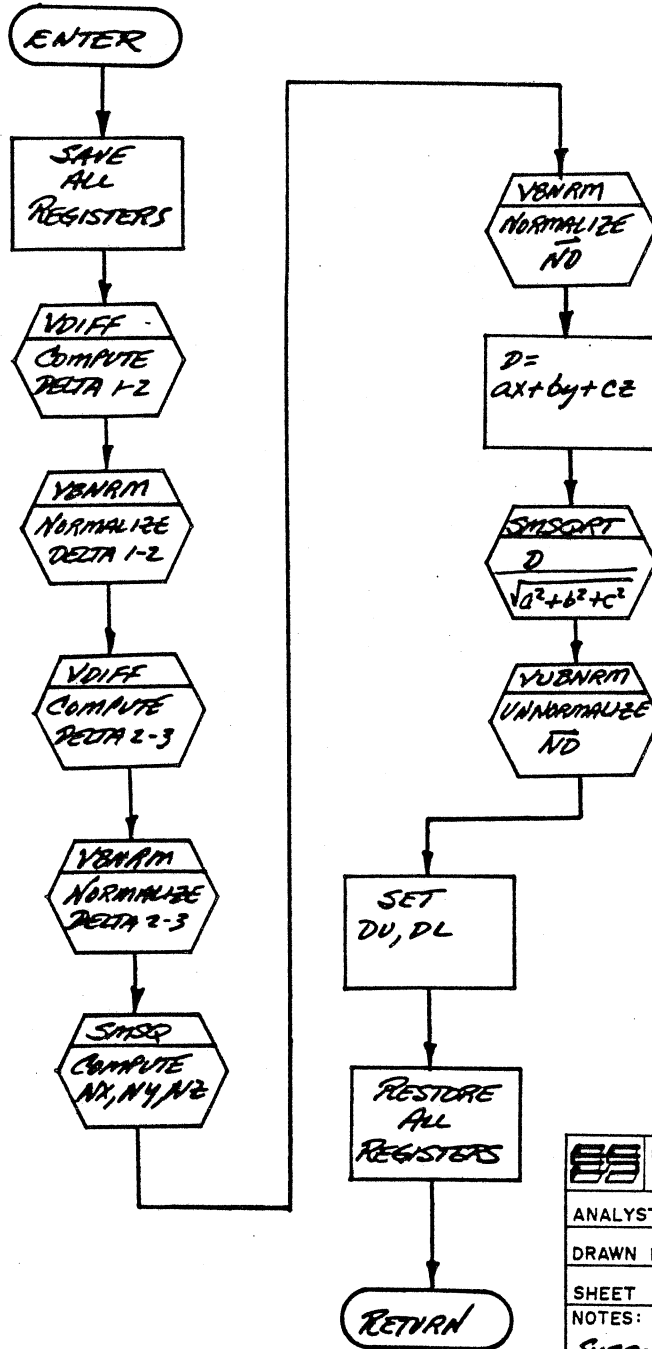 ENTER
SAVE
ALL
REGISTERS
VDIFF
COMPUTE
DELTA 1-2
VBNRM
NORMALIZE
DELTA 1-2
VDIFF
COMPUTE
DELTA 2-3
VBNRM
NORMALIZE
DELTA 2-3
SMSQ
COMPUTE
NX, NY, NZ
VBNRM
NORMALIZE
ND
D=
ax+by+cz
SMSQRT
D
√a²+b²+c²
VUBNRM
UNNORMALIZE
ND
SET
DU, DL
RESTORE
ALL
REGISTERS
RETURN
ANALYST
DRAWN
SHEET
NOTES: